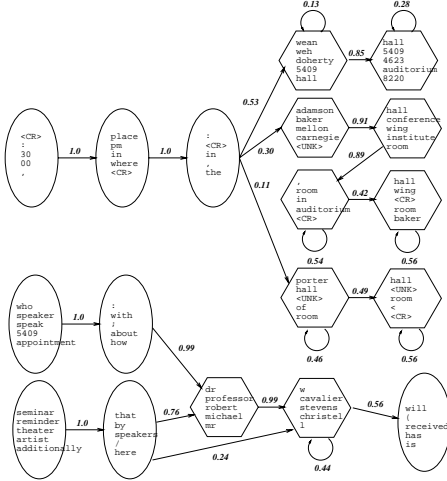 0.13
0.28
wean
weh
doherty
5409
hall
0.85
hall
5409
4623
auditorium
8220
0.53
<CR>
:
30
00
,
1.0
place
pm
in
where
<CR>
1.0
:
<CR>
in
,
the
0.30
adamson
baker
mellon
carnegie
<UNK>
0.91
hall
conference
wing
institute
room
0.89
0.11
,
room
in
auditorium
<CR>
0.42
hall
wing
<CR>
room
baker
0.54
0.56
porter
hall
<UNK>
of
room
0.49
hall
<UNK>
room
<
<CR>
0.46
0.56
who
speaker
speak
5409
appointment
1.0
:
with
;
about
how
0.99
seminar
reminder
theater
artist
additionally
1.0
that
by
speakers
/
here
0.76
0.24
dr
professor
robert
michael
mr
0.99
w
cavalier
stevens
christel
l
0.44
0.56
will
(
received
has
is